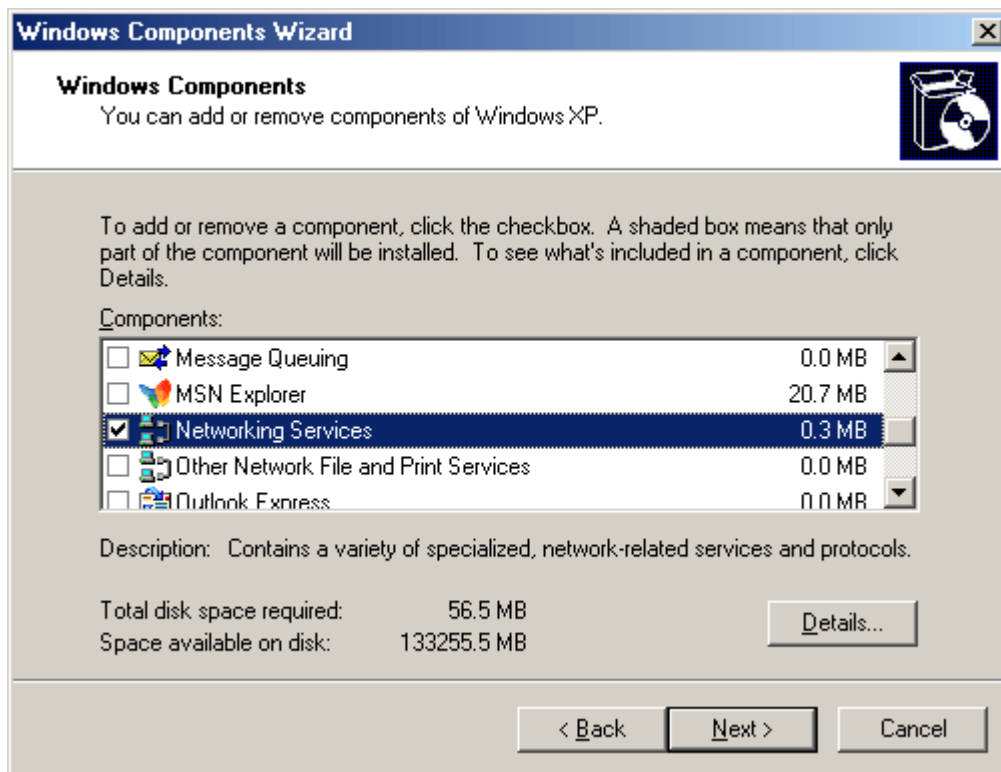 Windows Components Wizard
Windows Components
You can add or remove components of Windows XP.
To add or remove a component, click the checkbox. A shaded box means that only
part of the component will be installed. To see what's included in a component, click
Details.
Components:
Message Queuing 0.0 MB
MSN Explorer 20.7 MB
Networking Services 0.3 MB
Other Network File and Print Services 0.0 MB
Outlook Express 0.0 MB
Description: Contains a variety of specialized, network-related services and protocols.
Total disk space required: 56.5 MB
Space available on disk: 133255.5 MB
Details...
< Back Next > Cancel